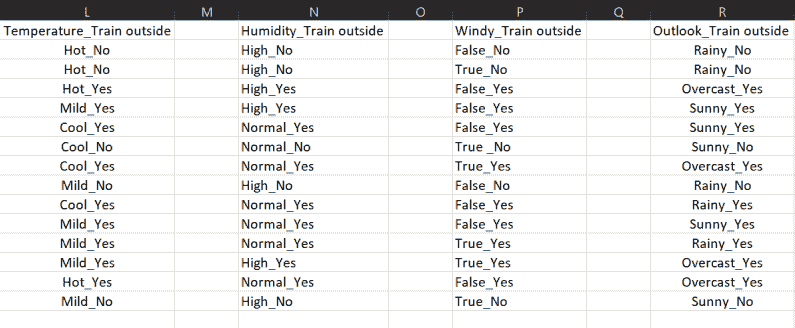 L M N O P Q R
Temperature_Train outside Humidity_Train outside Windy_Train outside Outlook_Train outside
Hot_No High_No False_No Rainy_No
Hot_No High_No True_No Rainy_No
Hot_Yes High_Yes False_Yes Overcast_Yes
Mild_Yes High_Yes False_Yes Sunny_Yes
Cool_Yes Normal_Yes False_Yes Sunny_Yes
Cool_No Normal_No True _No Sunny_No
Cool_Yes Normal_Yes True_Yes Overcast_Yes
Mild_No High_No False_No Rainy_No
Cool_Yes Normal_Yes False_Yes Rainy_Yes
Mild_Yes Normal_Yes False_Yes Sunny_Yes
Mild_Yes Normal_Yes True_Yes Rainy_Yes
Mild_Yes High_Yes True_Yes Overcast_Yes
Hot_Yes Normal_Yes False_Yes Overcast_Yes
Mild_No High_No True_No Sunny_No